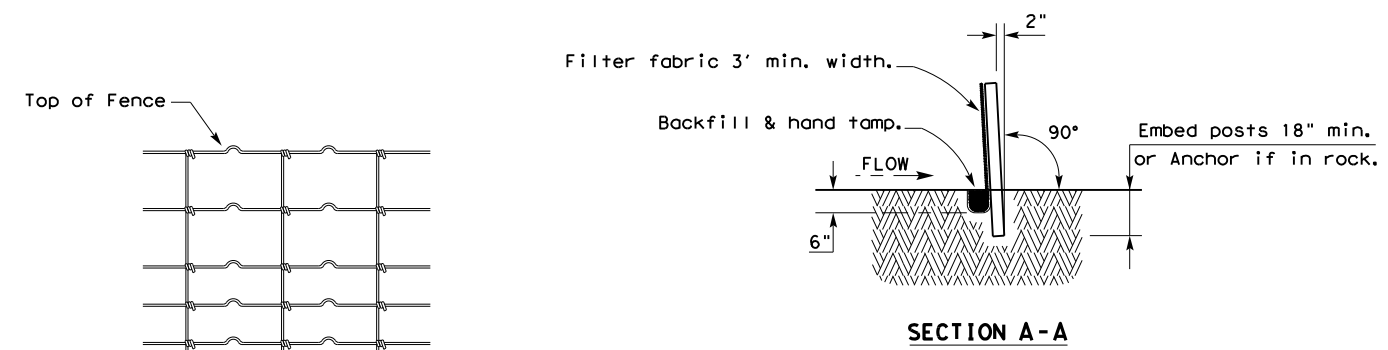 2"
Filter fabric 3' min. width.
Top of Fence
Backfill & hand tamp.
90°
Embed posts 18" min.
or Anchor if in rock.
FLOW
6"
SECTION A-A